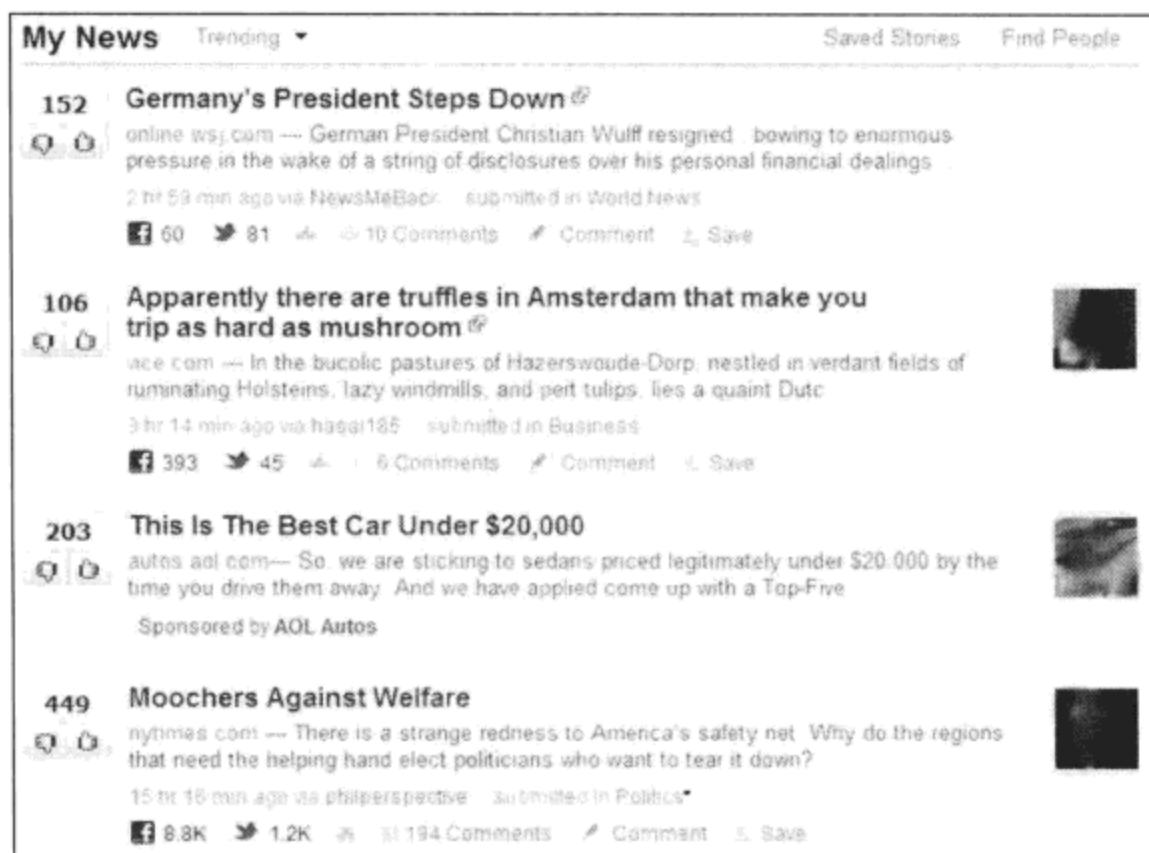 My News Trending Saved Stories Find People
152 Germany's President Steps Down
online wsj.com — German President Christian Wulff resigned bowing to enormous
pressure in the wake of a string of disclosures over his personal financial dealings
2 hr 59 min ago via NewsMeBack submitted in World News
60 81 10 Comments Comment Save
106 Apparently there are truffles in Amsterdam that make you
trip as hard as mushroom
vice com — In the bucolic pastures of Hazerswoude-Dorp, nestled in verdant fields of
ruminating Holsteins, lazy windmills, and pert tulips, lies a quaint Dutc
3 hr 14 min ago via hasai185 submitted in Business
393 45 6 Comments Comment Save
203 This Is The Best Car Under $20,000
autos aol com— So, we are sticking to sedans priced legitimately under $20.000 by the
time you drive them away And we have applied come up with a Top-Five
Sponsored by AOL Autos
449 Moochers Against Welfare
nytimes com — There is a strange redness to America's safety net Why do the regions
that need the helping hand elect politicians who want to tear it down?
15 hr 16 min ago via philperspective submitted in Politics
8.8K 1.2K 194 Comments Comment Save